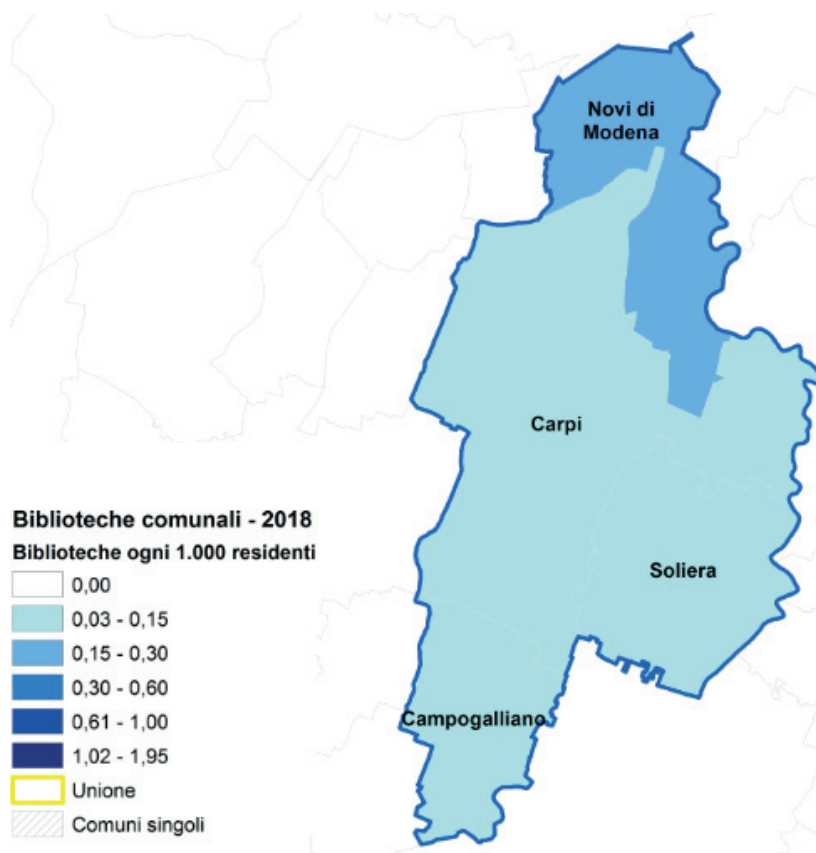 Novi di
Modena
Carpi
Soliera
Campogalliano
Biblioteche comunali - 2018
Biblioteche ogni 1.000 residenti
0,00
0,03 - 0,15
0,15 - 0,30
0,30 - 0,60
0,61 - 1,00
1,02 - 1,95
Unione
Comuni singoli